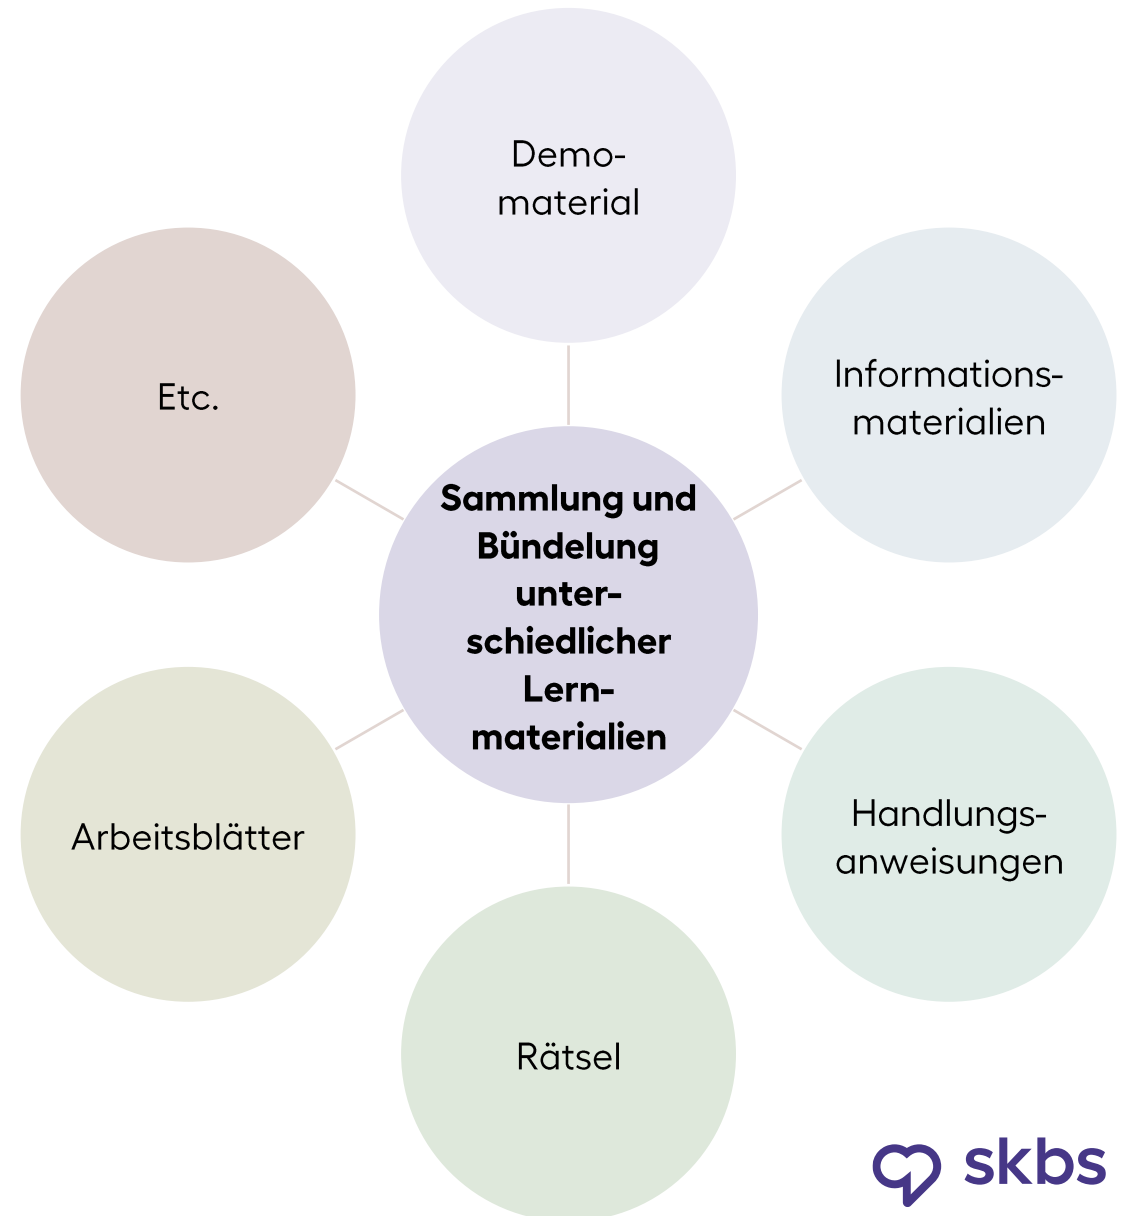 Demo-
material
Informations-
materialien
Etc.
Sammlung und
Bündelung
unter-
schiedlicher
Lern-
materialien
Handlungs-
anweisungen
Arbeitsblätter
Rätsel
skbs